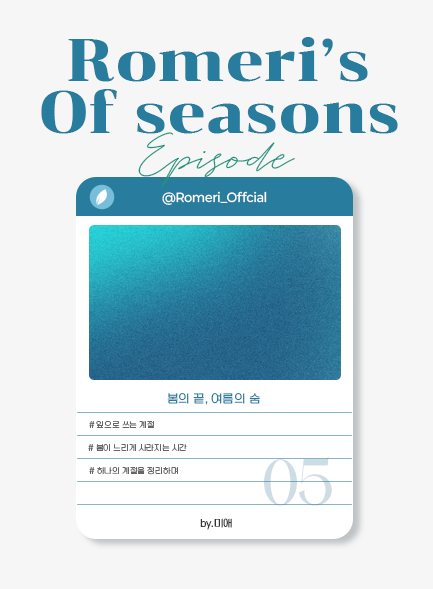 Romeri's
Of seasons
Episode
@Romeri_Offcial
봄의 끝, 여름의 숨
# 잎으로 쓰는 계절
# 봄이 느리게 사라지는 시간
# 하나의 계절을 정리하며
05
by.미애